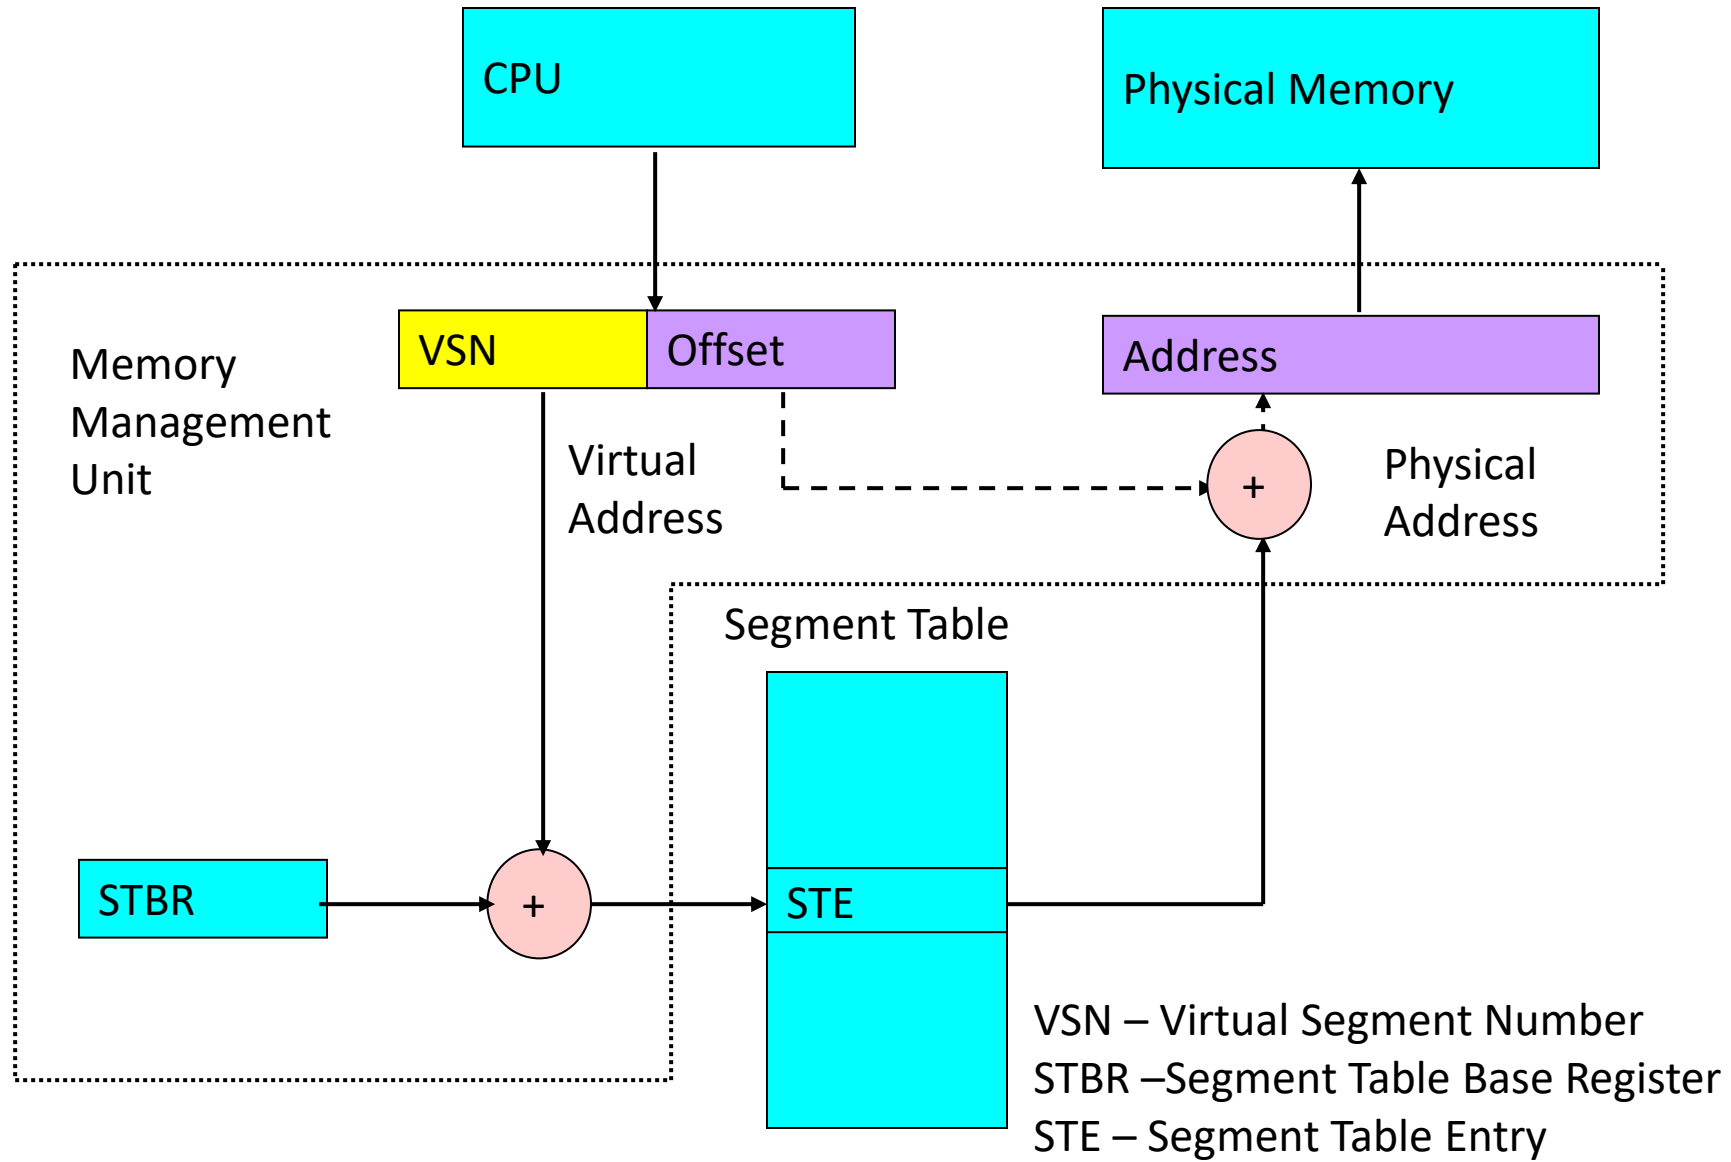 CPU
Physical Memory
Memory
Management
Unit
VSN
Offset
Address
Virtual
Address
+
Physical
Address
Segment Table
STBR
+
STE
VSN – Virtual Segment Number
STBR –Segment Table Base Register
STE – Segment Table Entry